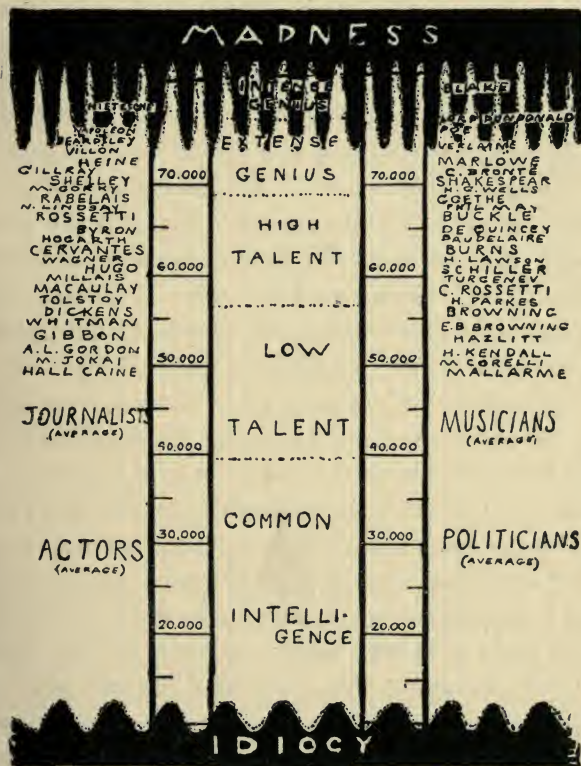 MADNESS
NIETZSCHE
NAPOLEON
BEARDSLEY
VILLON
HEINE
GILLRAY
SHELLEY
M. GORKY
RABELAIS
N. LINDSAY
ROSSETTI
BYRON
HOGARTH
CERVANTES
WAGNER
HUGO
MILLAIS
MACAULAY
TOLSTOY
DICKENS
WHITMAN
GIBBON
A.L. GORDON
M. JOKAI
HALL CAINE
JOURNALISTS
(AVERAGE)
ACTORS
(AVERAGE)
70.000
60.000
50.000
40.000
30.000
20.000
INTENSE
GENIUS
EXTENSE
GENIUS
HIGH
TALENT
LOW
TALENT
COMMON
INTELLI-
GENCE
70.000
60.000
50.000
40.000
30.000
20.000
BLAKE
LORD DUNDONALD
POE
VERLAINE
MARLOWE
C. BRONTE
SHAKESPEAR
H.G. WELLS
GOETHE
PHIL MAY
BUCKLE
DE QUINCEY
BAUDELAIRE
BURNS
H. LAWSON
SCHILLER
TURGENEV
C. ROSSETTI
H. PARKES
BROWNING
E.B BROWNING
HAZLITT
H. KENDALL
M. CORELLI
MALLARME
MUSICIANS
(AVERAGE)
POLITICIANS
(AVERAGE)
IDIOCY